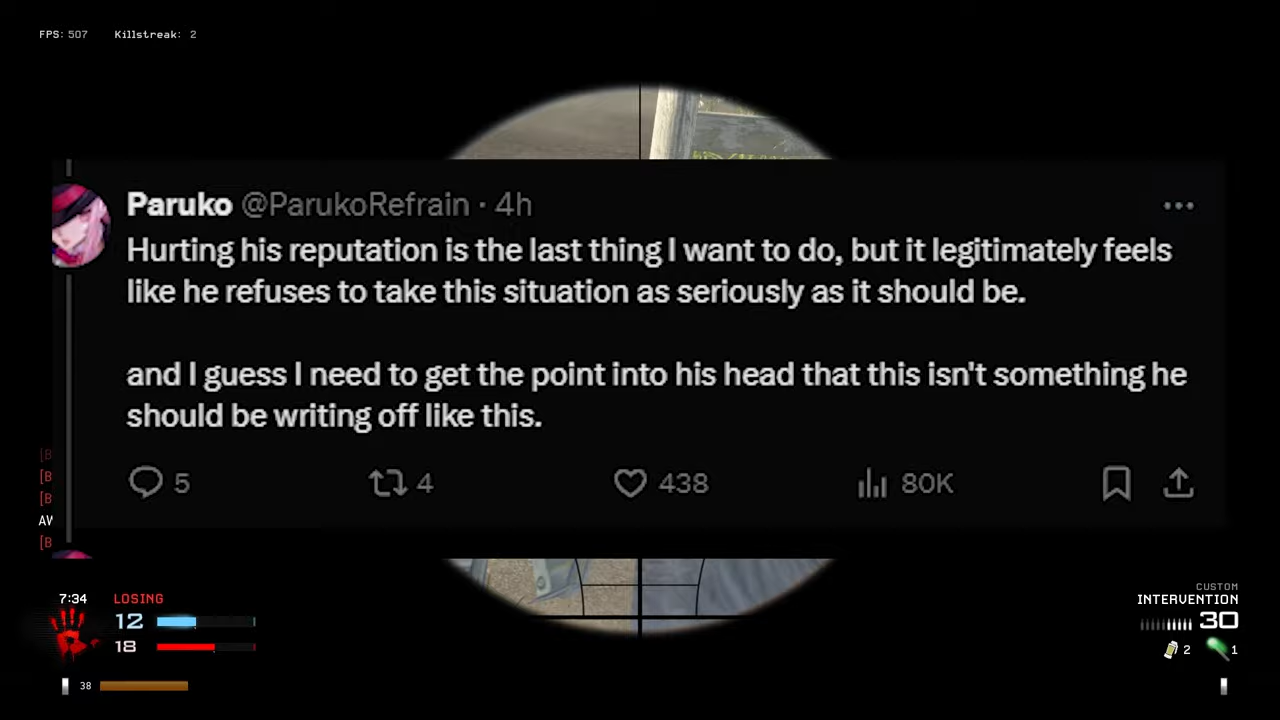 FPS: 507 Killstreak: 2
Paruko @ParukoRefrain · 4h
Hurting his reputation is the last thing I want to do, but it legitimately feels
like he refuses to take this situation as seriously as it should be.
and I guess I need to get the point into his head that this isn't something he
should be writing off like this.
5 4 438 80K
[B
[B
[B
AV
[B
7:34 LOSING
12
18
38
CUSTOM
INTERVENTION
30
2 1